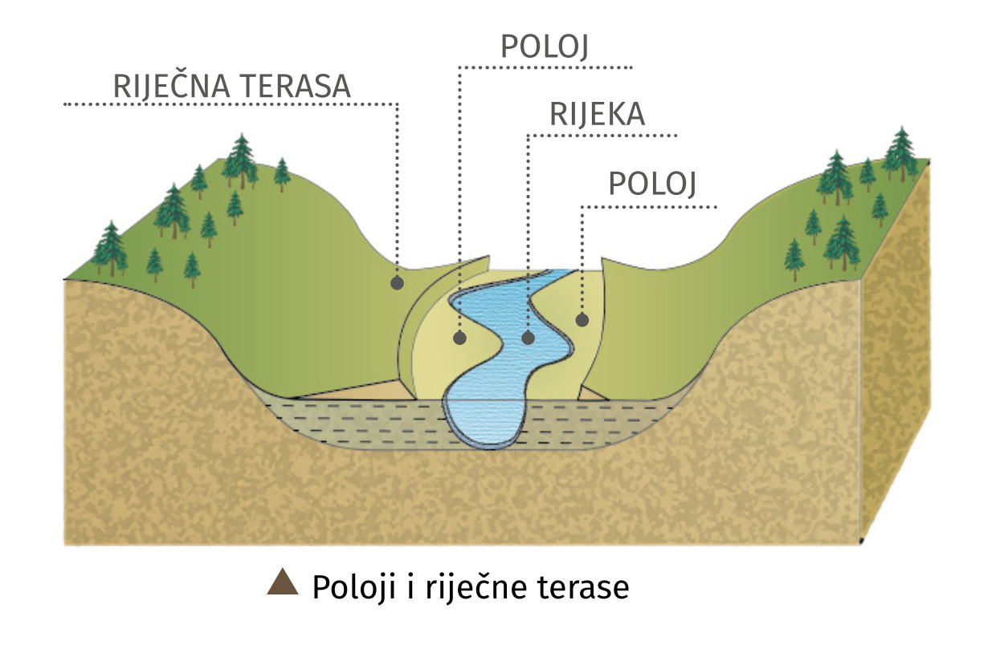 POLOJ
RIJEČNA TERASA
RIJEKA
POLOJ
Poloji i riječne terase